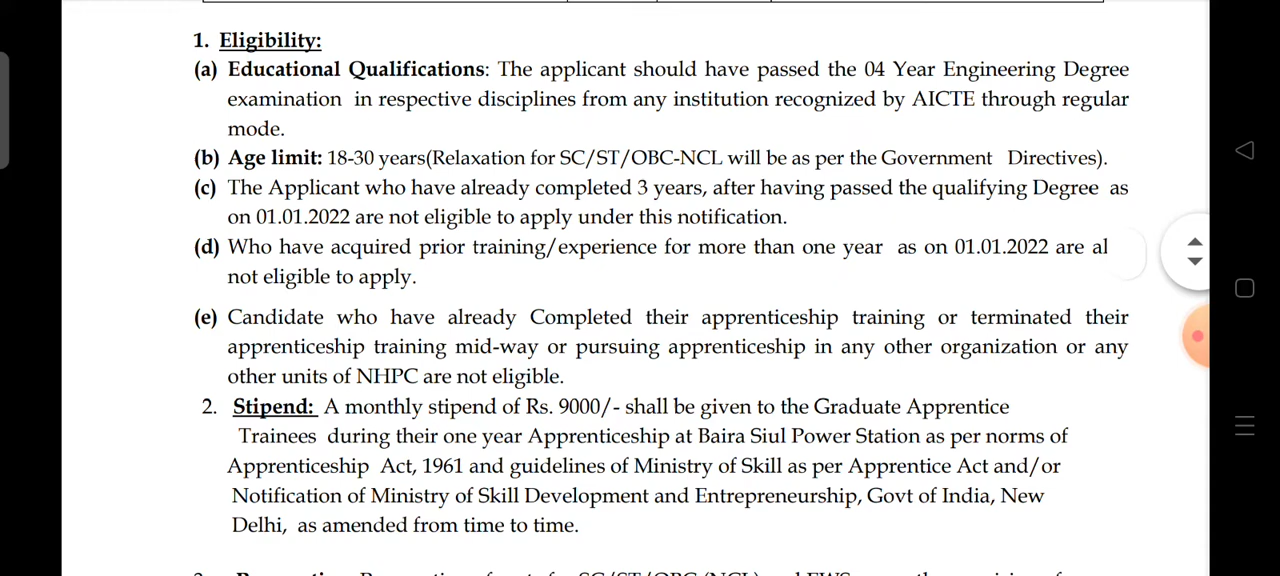 1. Eligibility:
(a) Educational Qualifications: The applicant should have passed the 04 Year Engineering Degree
examination in respective disciplines from any institution recognized by AICTE through regular
mode.
(b) Age limit: 18-30 years(Relaxation for SC/ST/OBC-NCL will be as per the Government Directives).
(c) The Applicant who have already completed 3 years, after having passed the qualifying Degree as
on 01.01.2022 are not eligible to apply under this notification.
(d) Who have acquired prior training/experience for more than one year as on 01.01.2022 are al
not eligible to apply.
(e) Candidate who have already Completed their apprenticeship training or terminated their
apprenticeship training mid-way or pursuing apprenticeship in any other organization or any
other units of NHPC are not eligible.
2. Stipend: A monthly stipend of Rs. 9000/- shall be given to the Graduate Apprentice
Trainees during their one year Apprenticeship at Baira Siul Power Station as per norms of
Apprenticeship Act, 1961 and guidelines of Ministry of Skill as per Apprentice Act and/or
Notification of Ministry of Skill Development and Entrepreneurship, Govt of India, New
Delhi, as amended from time to time.